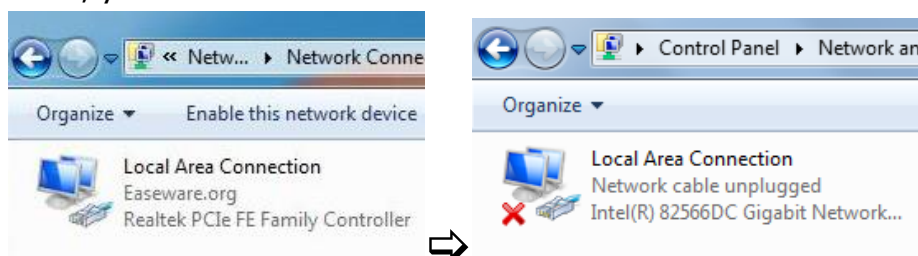 « Netw... ▸ Network Conne
Organize ▾ Enable this network device
Local Area Connection
Easeware.org
Realtek PCIe FE Family Controller
▸ Control Panel ▸ Network an
Organize ▾
Local Area Connection
Network cable unplugged
Intel(R) 82566DC Gigabit Network...